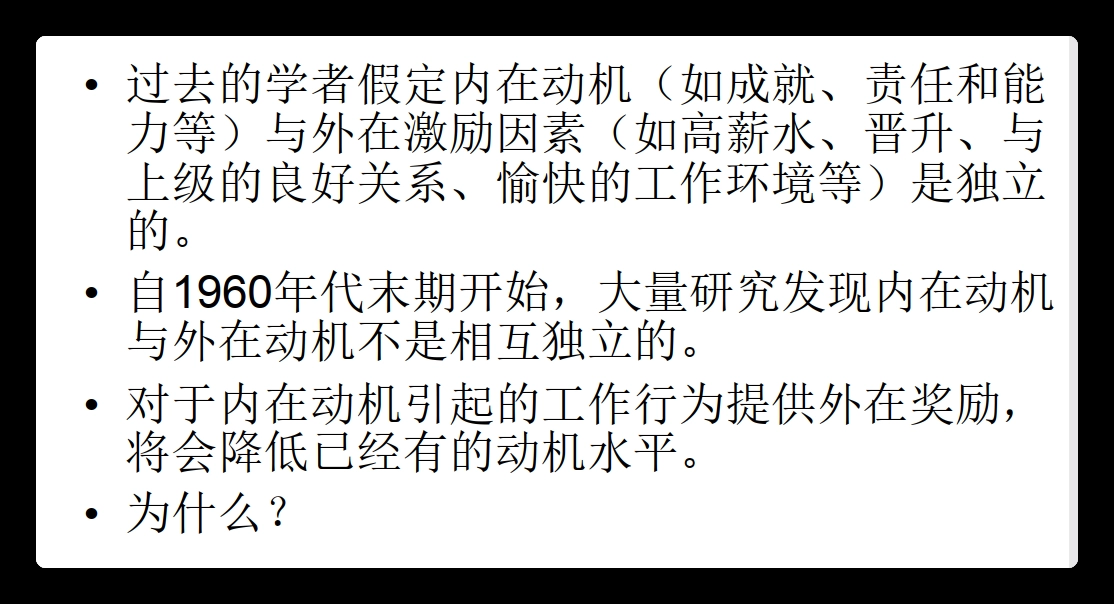 • 过去的学者假定内在动机（如成就、责任和能
力等）与外在激励因素（如高薪水、晋升、与
上级的良好关系、愉快的工作环境等）是独立
的。
• 自1960年代末期开始，大量研究发现内在动机
与外在动机不是相互独立的。
• 对于内在动机引起的工作行为提供外在奖励，
将会降低已经有的动机水平。
• 为什么？